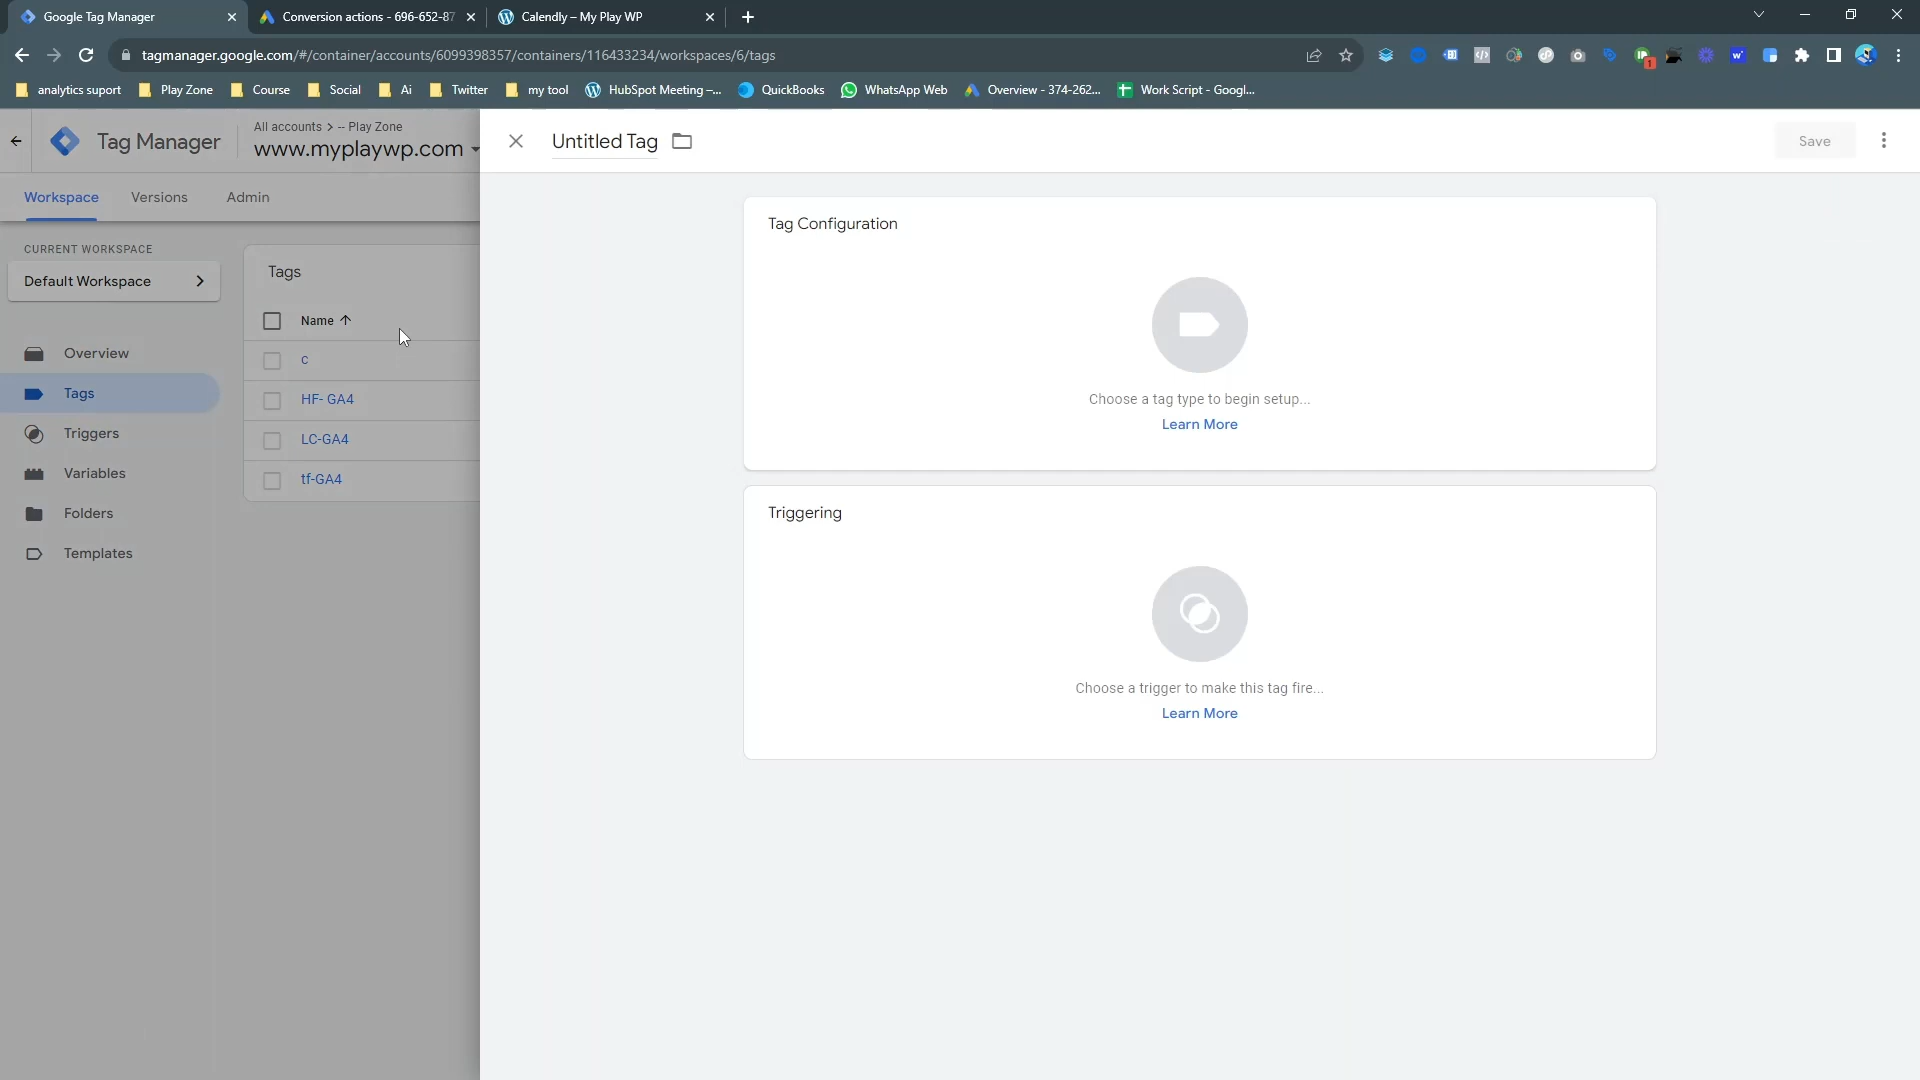 Google Tag Manager
Conversion actions - 696-652-87
Calendly – My Play WP
tagmanager.google.com/#/container/accounts/6099398357/containers/116433234/workspaces/6/tags
analytics suport
Play Zone
Course
Social
Ai
Twitter
my tool
HubSpot Meeting –...
QuickBooks
WhatsApp Web
Overview - 374-262...
Work Script - Googl...
Tag Manager
All accounts > -- Play Zone
www.myplaywp.com
Untitled Tag
Save
Workspace
Versions
Admin
CURRENT WORKSPACE
Default Workspace
Overview
Tags
Triggers
Variables
Folders
Templates
Tags
Name
c
HF- GA4
LC-GA4
tf-GA4
Tag Configuration
Choose a tag type to begin setup...
Learn More
Triggering
Choose a trigger to make this tag fire...
Learn More